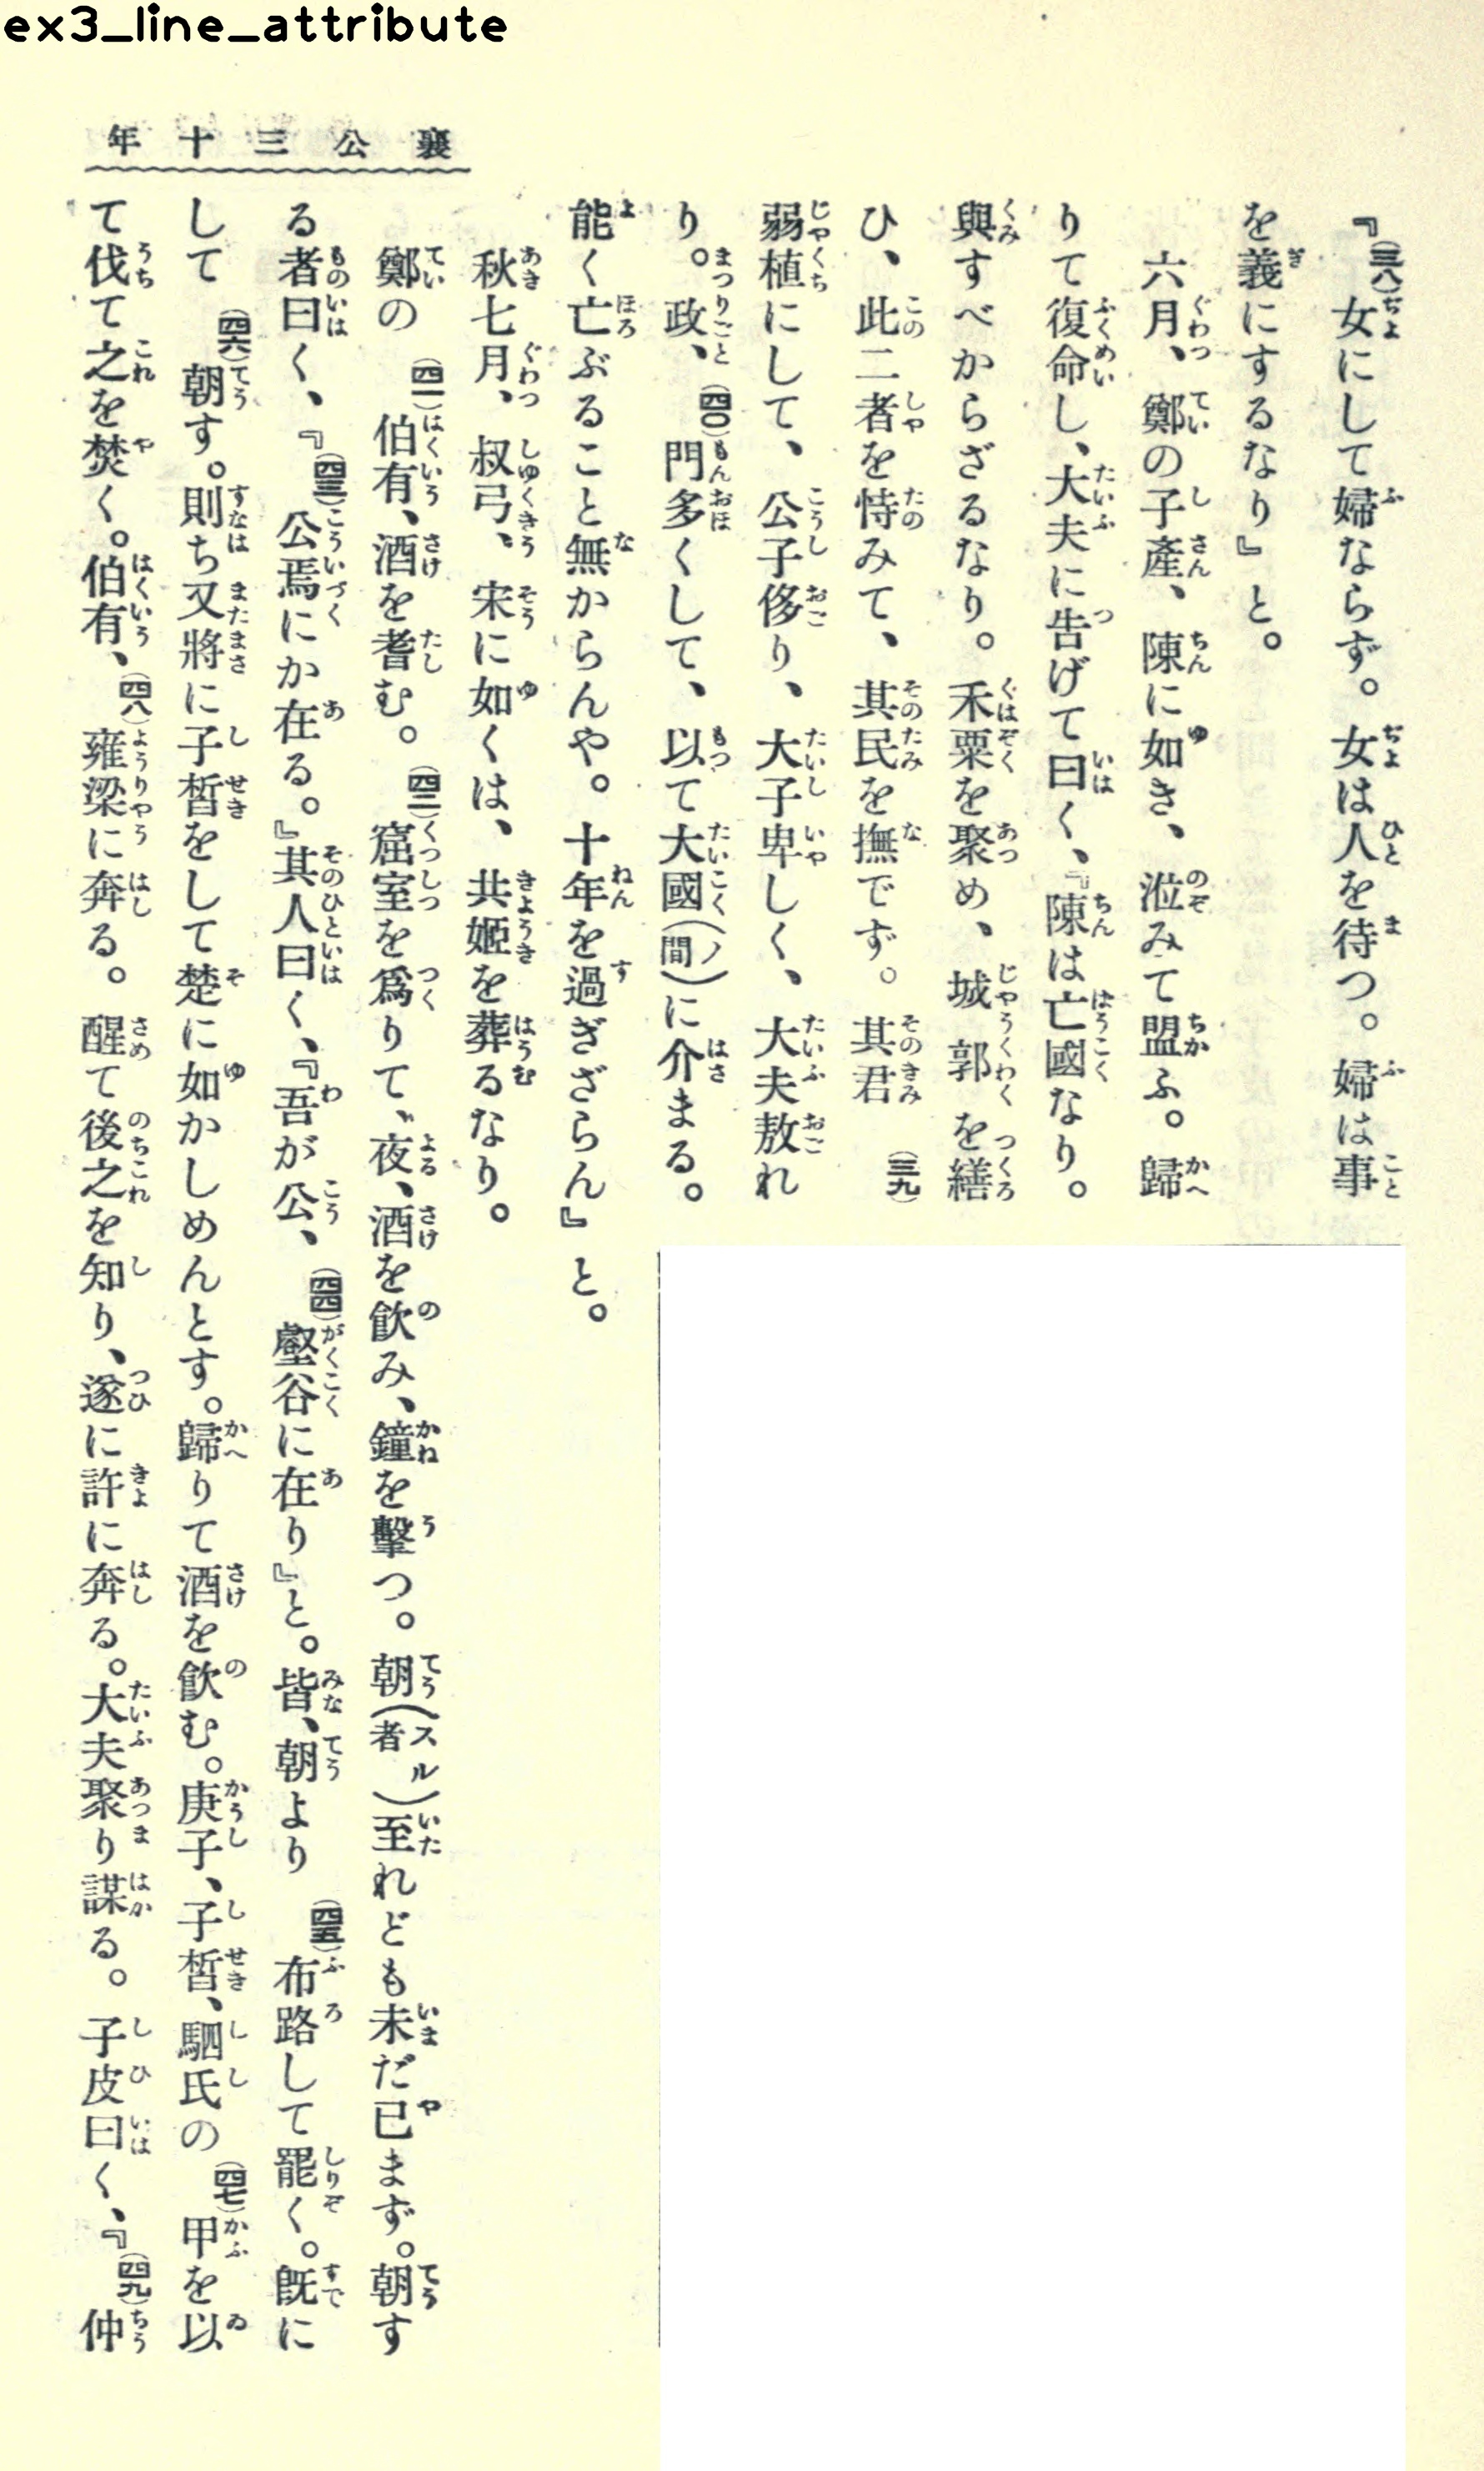 ex3_line_attribute
襄公三十年
『(三八)女にして婦ならず。女は人を待つ。婦は事
を義にするなり』と。
六月、鄭の子產、陳に如き、涖みて盟ふ。歸
りて復命し、大夫に告げて曰く、『陳は亡國なり。
與すべからざるなり。禾粟を聚め、城郭を繕
ひ、此二者を恃みて、其民を撫でず。其君(三九)
弱植にして、公子侈り、大子卑しく、大夫敖れ
り。政、(四〇)門多くして、以て大國(ノ間)に介まる。
能く亡ぶること無からんや。十年を過ぎざらん』と。
秋七月、叔弓、宋に如くは、共姬を葬るなり。
鄭の(四一)伯有、酒を耆む。(四二)窟室を爲りて、夜、酒を飮み、鐘を擊つ。朝(スル者)至れども未だ已まず。朝す
る者曰く、『(四三)公焉にか在る。』其人曰く、『吾が公、(四四)壑谷に在り』と。皆、朝より(四五)布路して罷く。既に
して(四六)朝す。則ち又將に子晳をして楚に如かしめんとす。歸りて酒を飮む。庚子、子晳、駟氏の(四七)甲を以
て伐て之を焚く。伯有、(四八)雍梁に奔る。醒て後之を知り、遂に許に奔る。大夫聚り謀る。子皮曰く、『(四九)仲